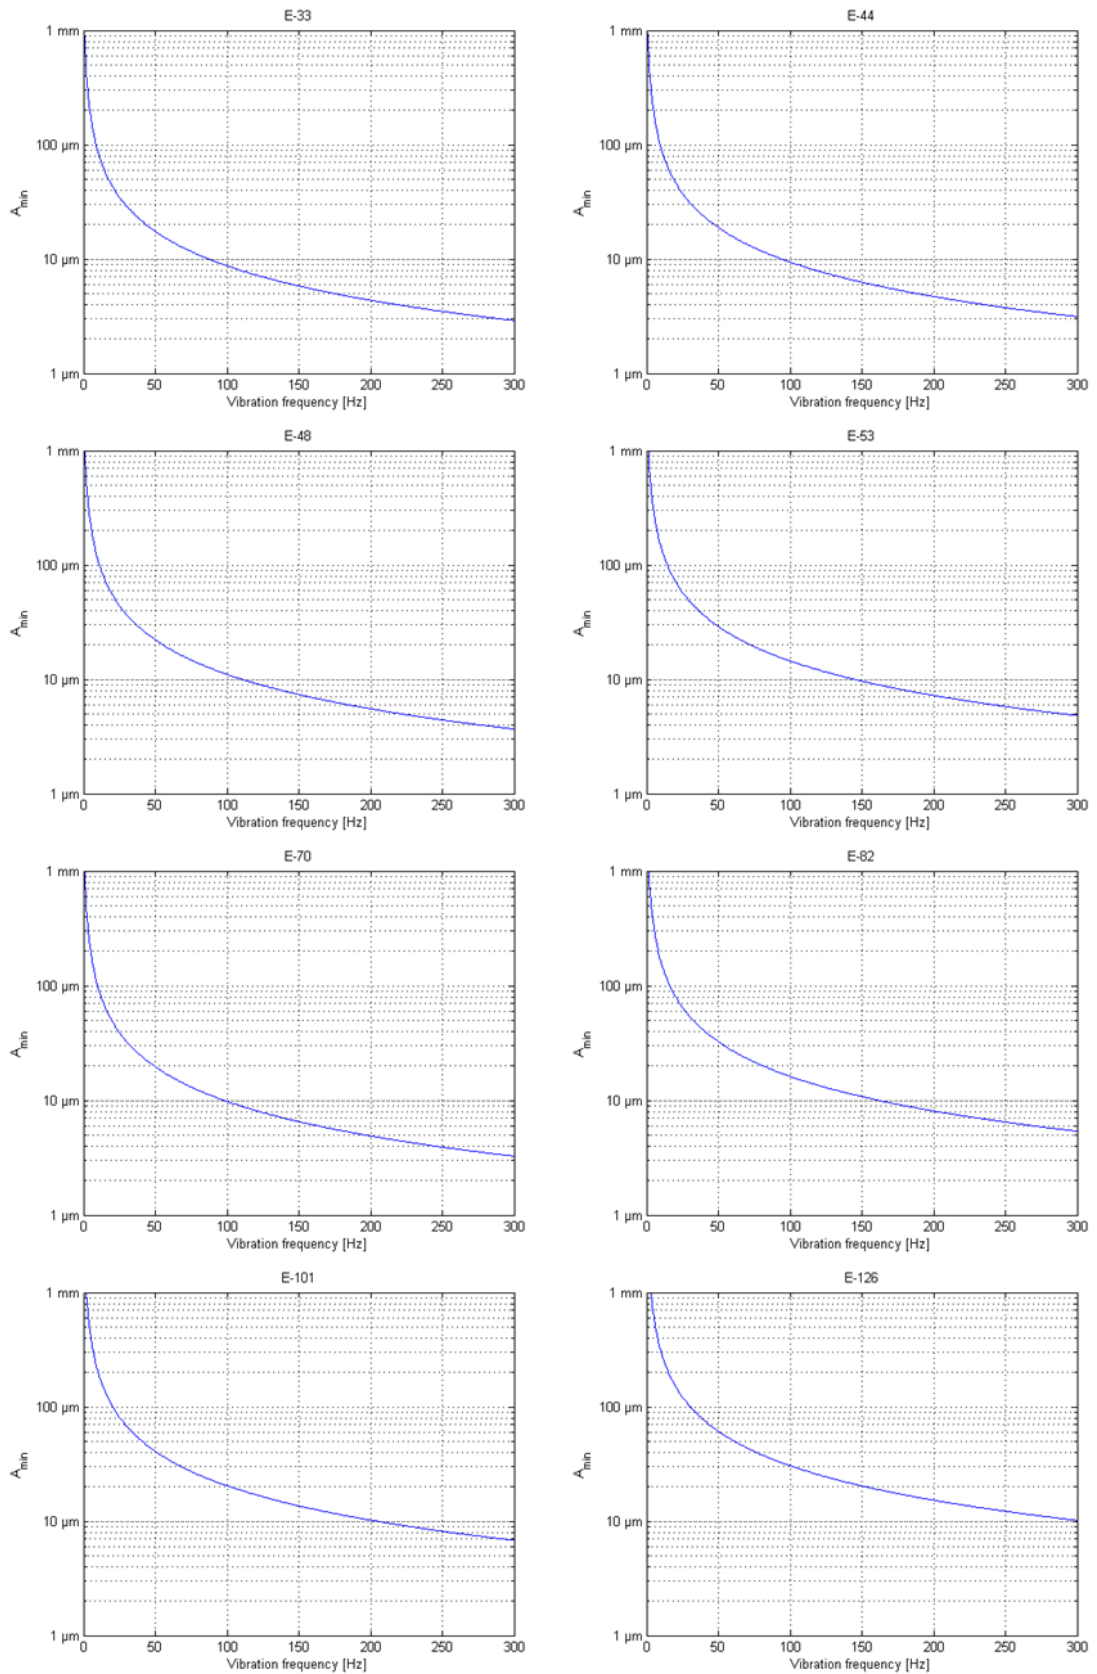 E-33
1 mm
100 µm
10 µm
1 µm
A_min
0 50 100 150 200 250 300
Vibration frequency [Hz]
E-44
1 mm
100 µm
10 µm
1 µm
A_min
0 50 100 150 200 250 300
Vibration frequency [Hz]
E-48
1 mm
100 µm
10 µm
1 µm
A_min
0 50 100 150 200 250 300
Vibration frequency [Hz]
E-53
1 mm
100 µm
10 µm
1 µm
A_min
0 50 100 150 200 250 300
Vibration frequency [Hz]
E-70
1 mm
100 µm
10 µm
1 µm
A_min
0 50 100 150 200 250 300
Vibration frequency [Hz]
E-82
1 mm
100 µm
10 µm
1 µm
A_min
0 50 100 150 200 250 300
Vibration frequency [Hz]
E-101
1 mm
100 µm
10 µm
1 µm
A_min
0 50 100 150 200 250 300
Vibration frequency [Hz]
E-126
1 mm
100 µm
10 µm
1 µm
A_min
0 50 100 150 200 250 300
Vibration frequency [Hz]